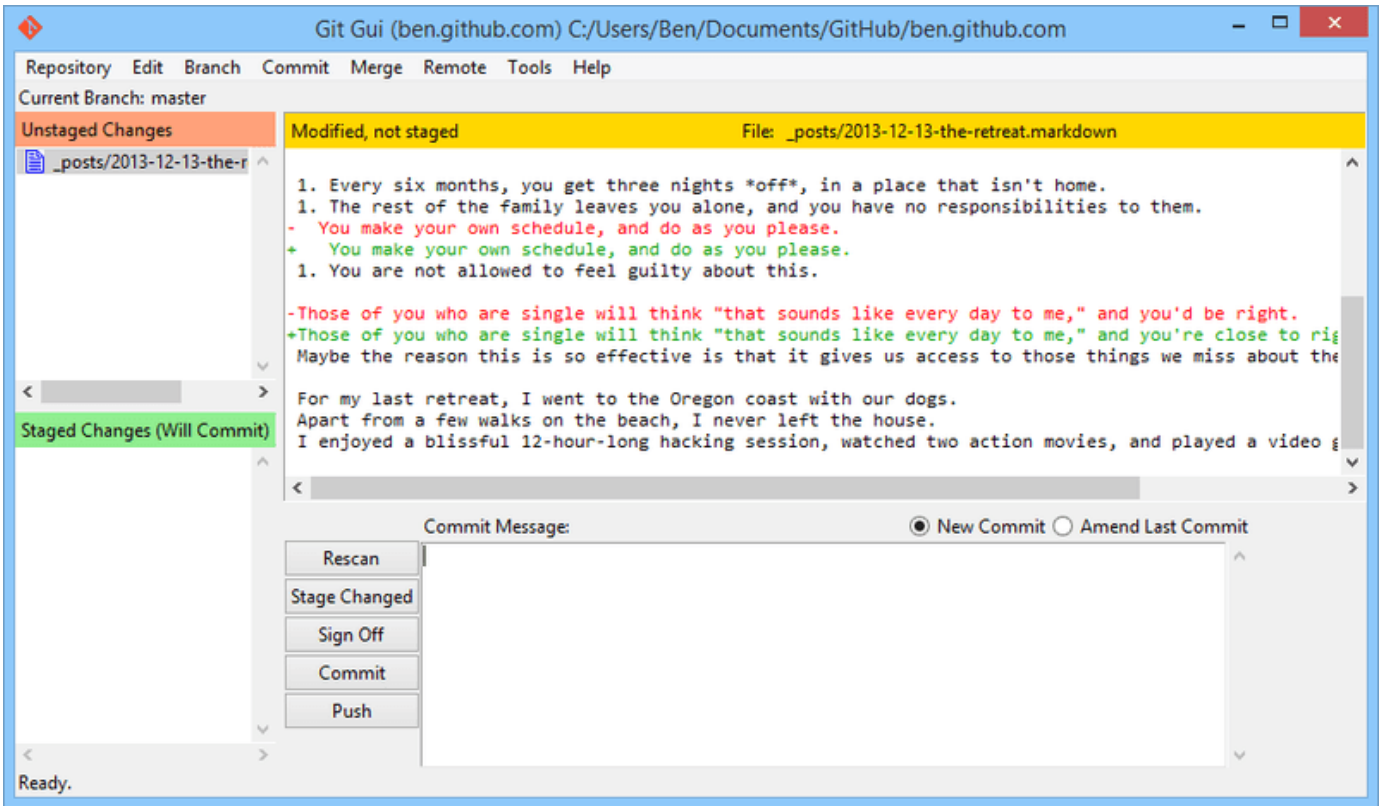 Git Gui (ben.github.com) C:/Users/Ben/Documents/GitHub/ben.github.com
Repository Edit Branch Commit Merge Remote Tools Help
Current Branch: master
Unstaged Changes
_posts/2013-12-13-the-r
Staged Changes (Will Commit)
Modified, not staged File: _posts/2013-12-13-the-retreat.markdown
1. Every six months, you get three nights *off*, in a place that isn't home.
1. The rest of the family leaves you alone, and you have no responsibilities to them.
-  You make your own schedule, and do as you please.
+   You make your own schedule, and do as you please.
1. You are not allowed to feel guilty about this.
-Those of you who are single will think "that sounds like every day to me," and you'd be right.
+Those of you who are single will think "that sounds like every day to me," and you're close to rig
Maybe the reason this is so effective is that it gives us access to those things we miss about the
For my last retreat, I went to the Oregon coast with our dogs.
Apart from a few walks on the beach, I never left the house.
I enjoyed a blissful 12-hour-long hacking session, watched two action movies, and played a video g
Commit Message: New Commit Amend Last Commit
Rescan
Stage Changed
Sign Off
Commit
Push
Ready.